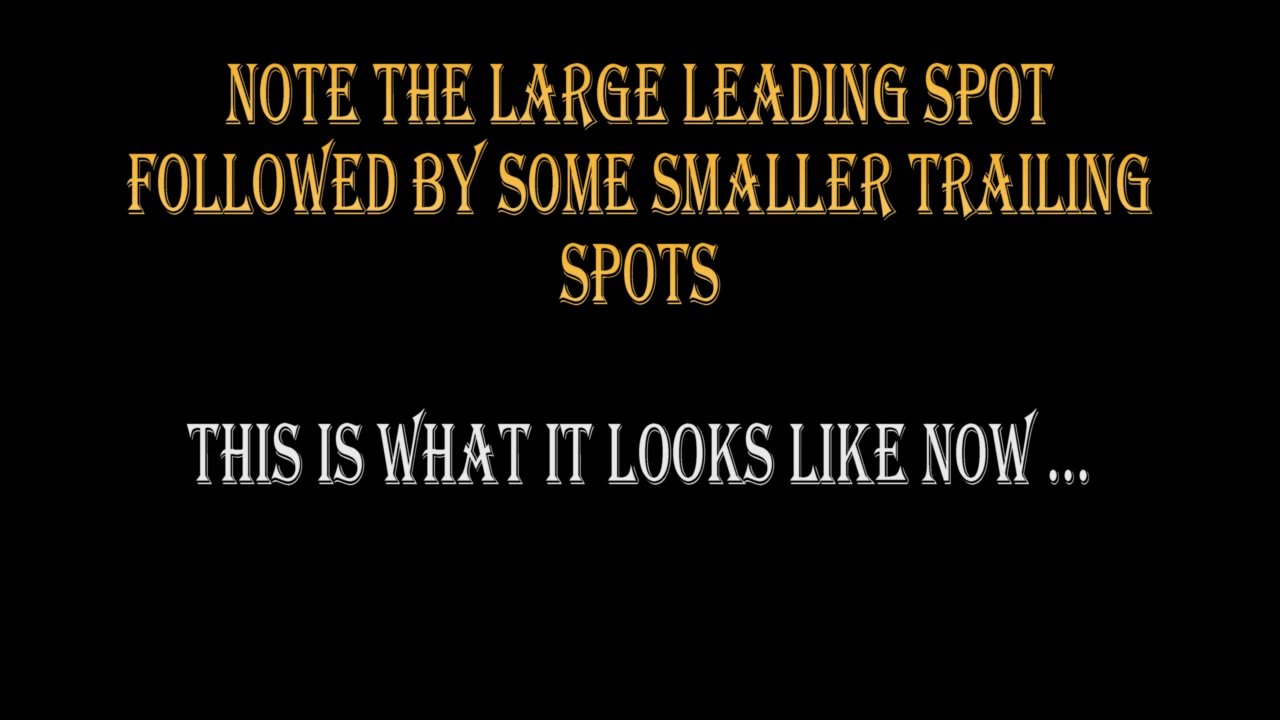 NOTE THE LARGE LEADING SPOT
FOLLOWED BY SOME SMALLER TRAILING
SPOTS
THIS IS WHAT IT LOOKS LIKE NOW ...